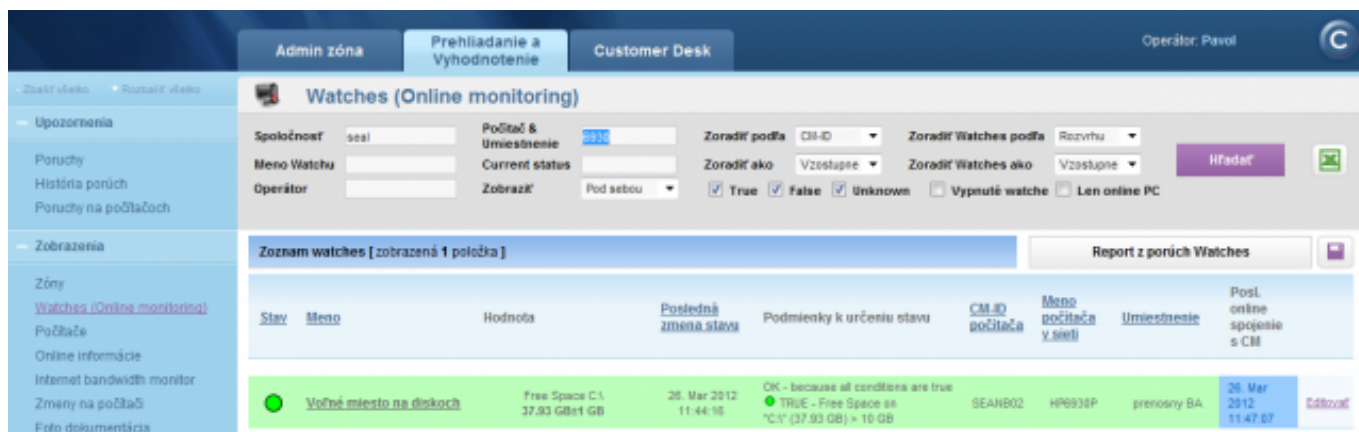 Admin zóna
Prehliadanie a
Vyhodnotenie
Customer Desk
Operátor: Pavol
Zbaliť všetko
Rozbaliť všetko
Upozornenia
Poruchy
História porúch
Poruchy na počítačoch
Zobrazenia
Zóny
Watches (Online monitoring)
Počítače
Online informácie
Internet bandwidth monitor
Zmeny na počítači
Foto dokumentácia
Watches (Online monitoring)
Spoločnosť seal
Počítač &
Umiestnenie 6930
Zoradiť podľa CM-ID
Zoradiť Watches podľa Rozvrhu
Meno Watchu
Current status
Zoradiť ako Vzostupne
Zoradiť Watches ako Vzostupne
Hľadať
Operátor
Zobraziť Pod sebou
True False Unknown Vypnuté watche Len online PC
Zoznam watches [ zobrazená 1 položka ]
Report z porúch Watches
Stav
Meno
Hodnota
Posledná
zmena stavu
Podmienky k určeniu stavu
CM-ID
počítača
Meno
počítača
v sieti
Umiestnenie
Posl.
online
spojenie
s CM
Voľné miesto na diskoch
Free Space C:\
37.93 GB±1 GB
26. Mar 2012
11:44:16
OK - because all conditions are true
TRUE - Free Space on
"C:\" (37.93 GB) > 10 GB
SEANB02
HP6930P
prenosny BA
26. Mar
2012
11:47:07
Editovať